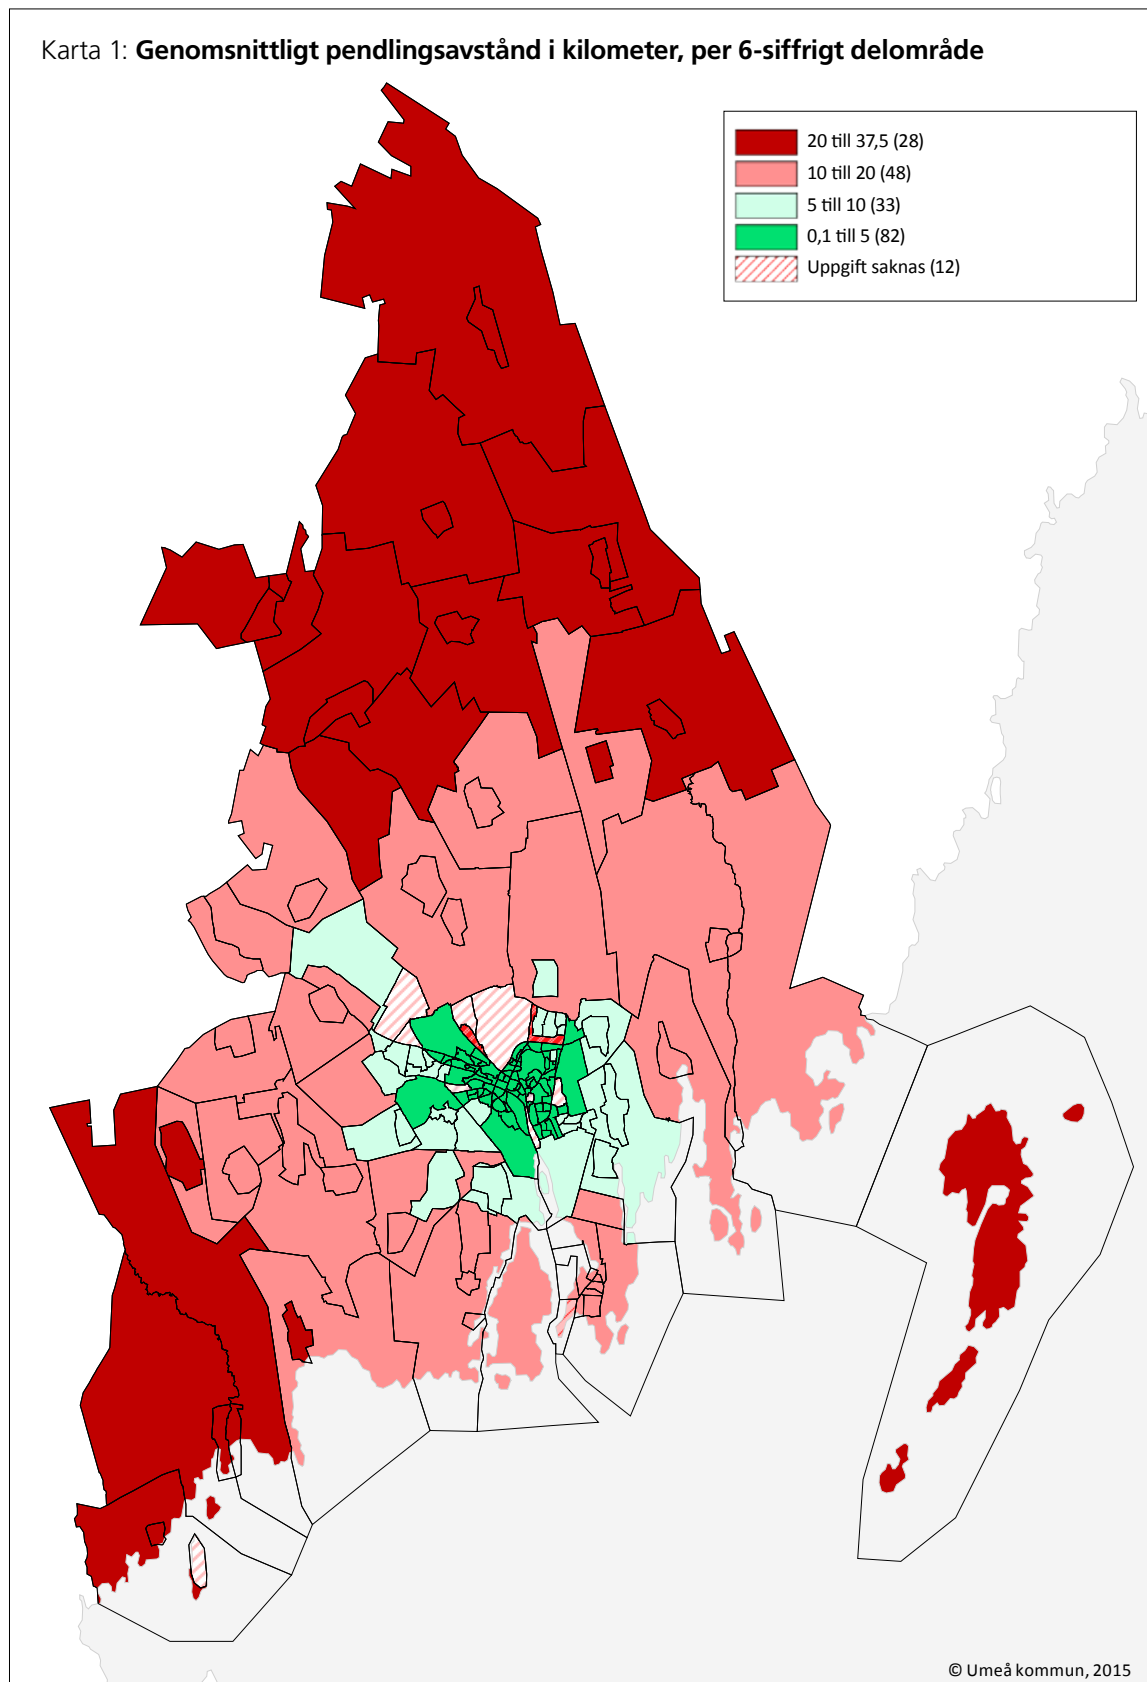 Karta 1: Genomsnittligt pendlingsavstånd i kilometer, per 6-siffrigt delområde
20 till 37,5 (28)
10 till 20 (48)
5 till 10 (33)
0,1 till 5 (82)
Uppgift saknas (12)
© Umeå kommun, 2015